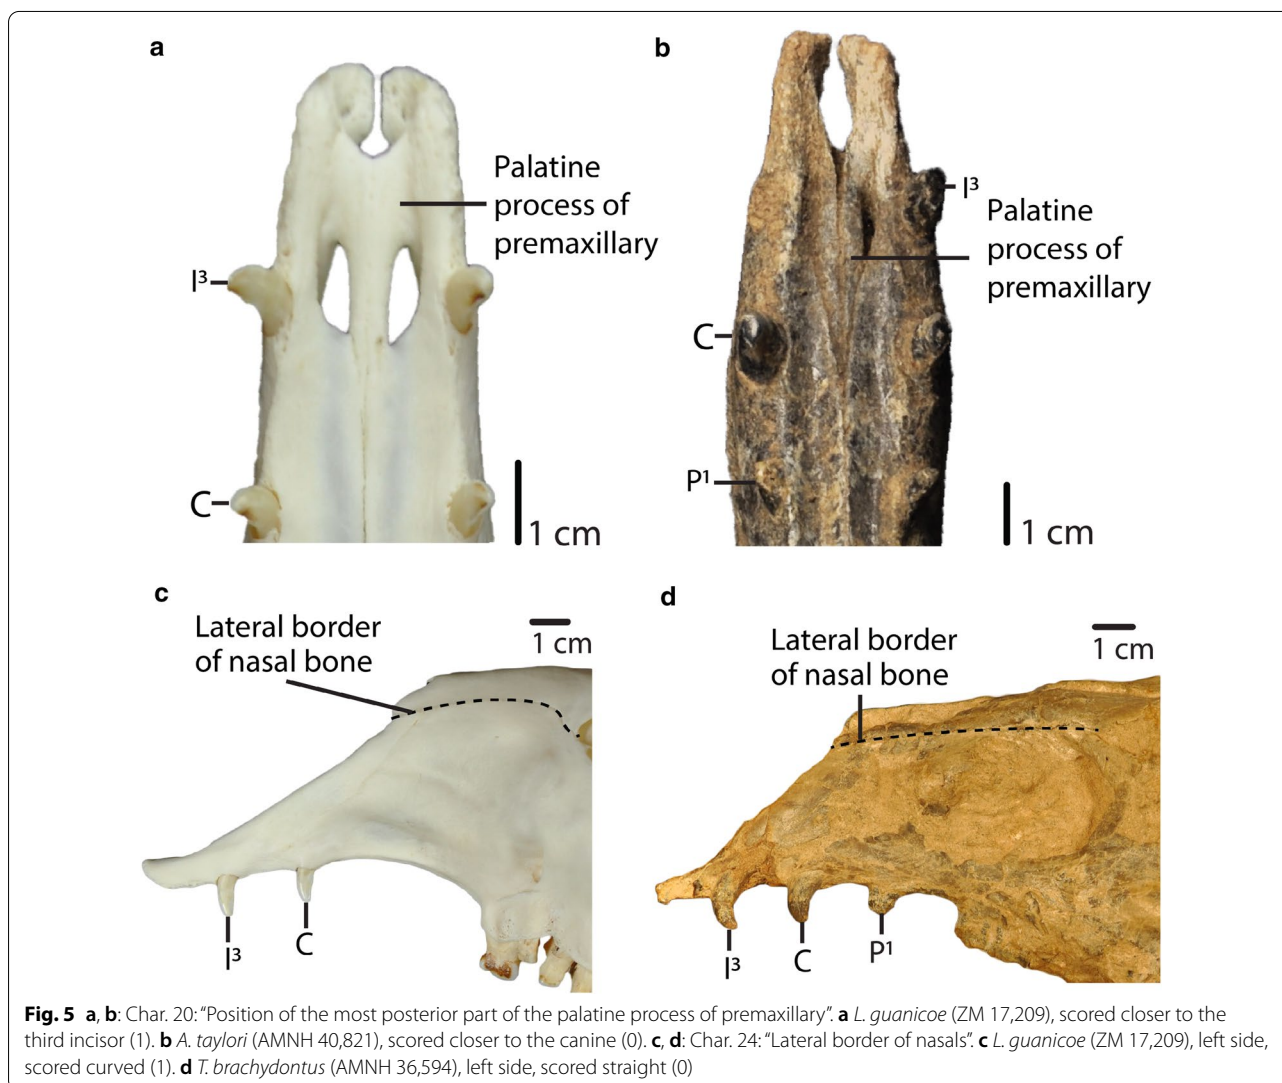 a
Palatine
process of
premaxillary
I³
C
1 cm
b
I³
Palatine
process of
premaxillary
C
P¹
1 cm
c
Lateral border
of nasal bone
1 cm
I³
C
d
Lateral border
of nasal bone
1 cm
I³
C
P¹
Fig. 5 a, b: Char. 20: “Position of the most posterior part of the palatine process of premaxillary”. a L. guanicoe (ZM 17,209), scored closer to the
third incisor (1). b A. taylori (AMNH 40,821), scored closer to the canine (0). c, d: Char. 24: “Lateral border of nasals”. c L. guanicoe (ZM 17,209), left side,
scored curved (1). d T. brachydontus (AMNH 36,594), left side, scored straight (0)